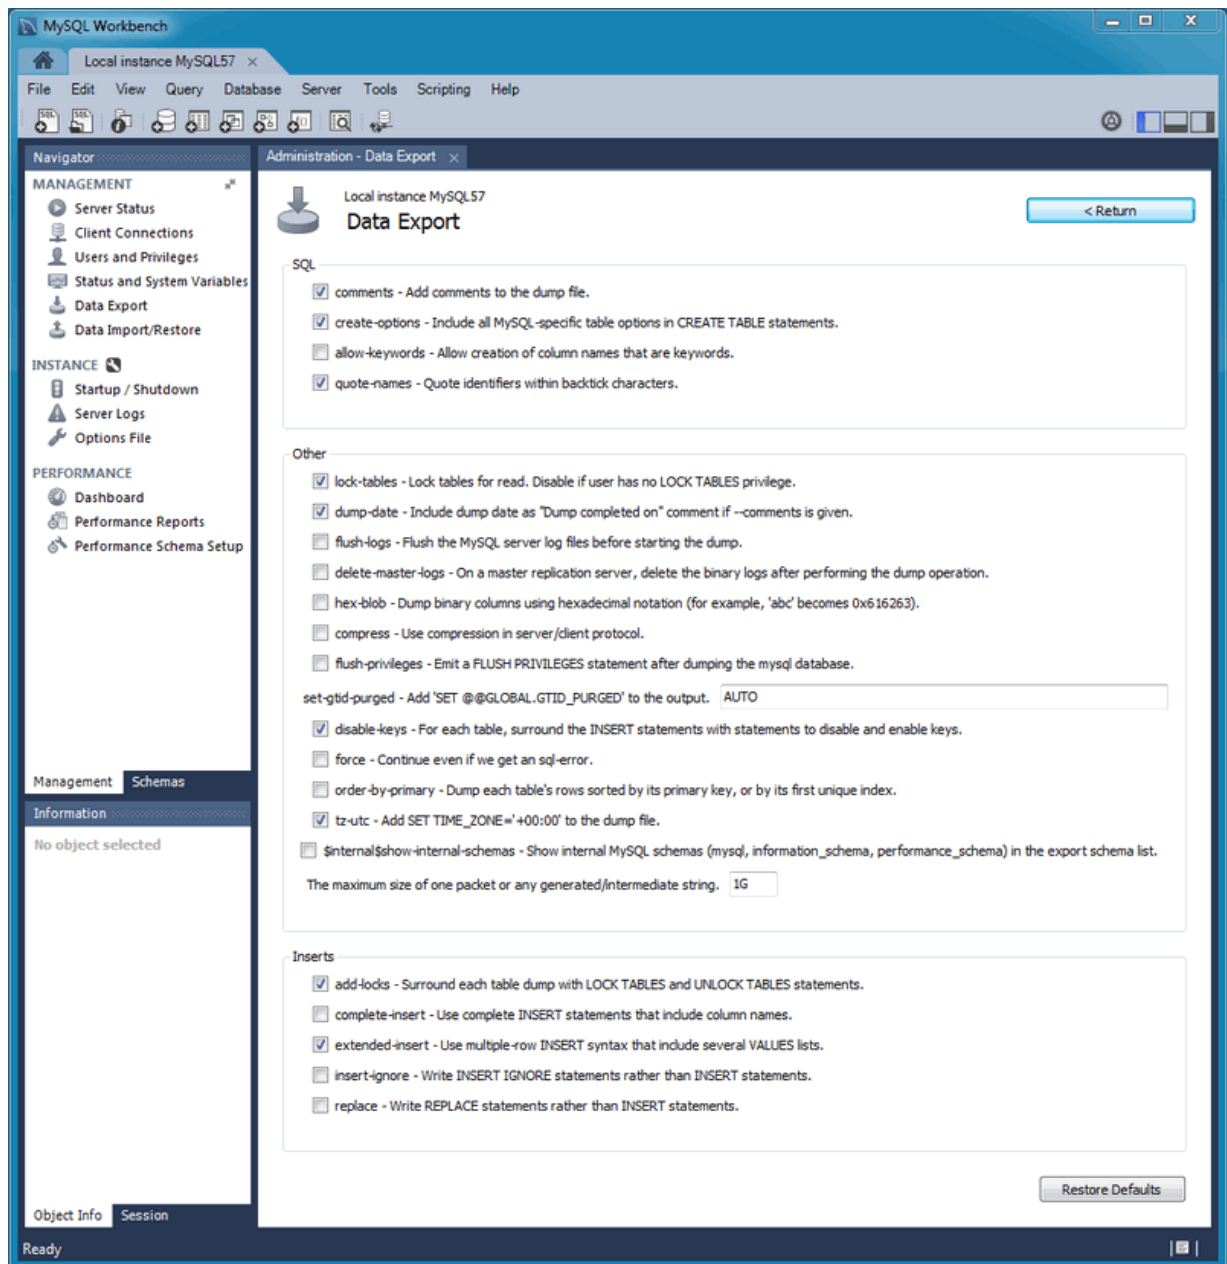 MySQL Workbench
Local instance MySQL57
File Edit View Query Database Server Tools Scripting Help
Navigator
MANAGEMENT
Server Status
Client Connections
Users and Privileges
Status and System Variables
Data Export
Data Import/Restore
INSTANCE
Startup / Shutdown
Server Logs
Options File
PERFORMANCE
Dashboard
Performance Reports
Performance Schema Setup
Management Schemas
Information
No object selected
Object Info Session
Administration - Data Export
Local instance MySQL57
Data Export
< Return
SQL
comments - Add comments to the dump file.
create-options - Include all MySQL-specific table options in CREATE TABLE statements.
allow-keywords - Allow creation of column names that are keywords.
quote-names - Quote identifiers within backtick characters.
Other
lock-tables - Lock tables for read. Disable if user has no LOCK TABLES privilege.
dump-date - Include dump date as "Dump completed on" comment if --comments is given.
flush-logs - Flush the MySQL server log files before starting the dump.
delete-master-logs - On a master replication server, delete the binary logs after performing the dump operation.
hex-blob - Dump binary columns using hexadecimal notation (for example, 'abc' becomes 0x616263).
compress - Use compression in server/client protocol.
flush-privileges - Emit a FLUSH PRIVILEGES statement after dumping the mysql database.
set-gtid-purged - Add 'SET @@GLOBAL.GTID_PURGED' to the output. AUTO
disable-keys - For each table, surround the INSERT statements with statements to disable and enable keys.
force - Continue even if we get an sql-error.
order-by-primary - Dump each table's rows sorted by its primary key, or by its first unique index.
tz-utc - Add SET TIME_ZONE='+00:00' to the dump file.
$internal$show-internal-schemas - Show internal MySQL schemas (mysql, information_schema, performance_schema) in the export schema list.
The maximum size of one packet or any generated/intermediate string. 1G
Inserts
add-locks - Surround each table dump with LOCK TABLES and UNLOCK TABLES statements.
complete-insert - Use complete INSERT statements that include column names.
extended-insert - Use multiple-row INSERT syntax that include several VALUES lists.
insert-ignore - Write INSERT IGNORE statements rather than INSERT statements.
replace - Write REPLACE statements rather than INSERT statements.
Restore Defaults
Ready